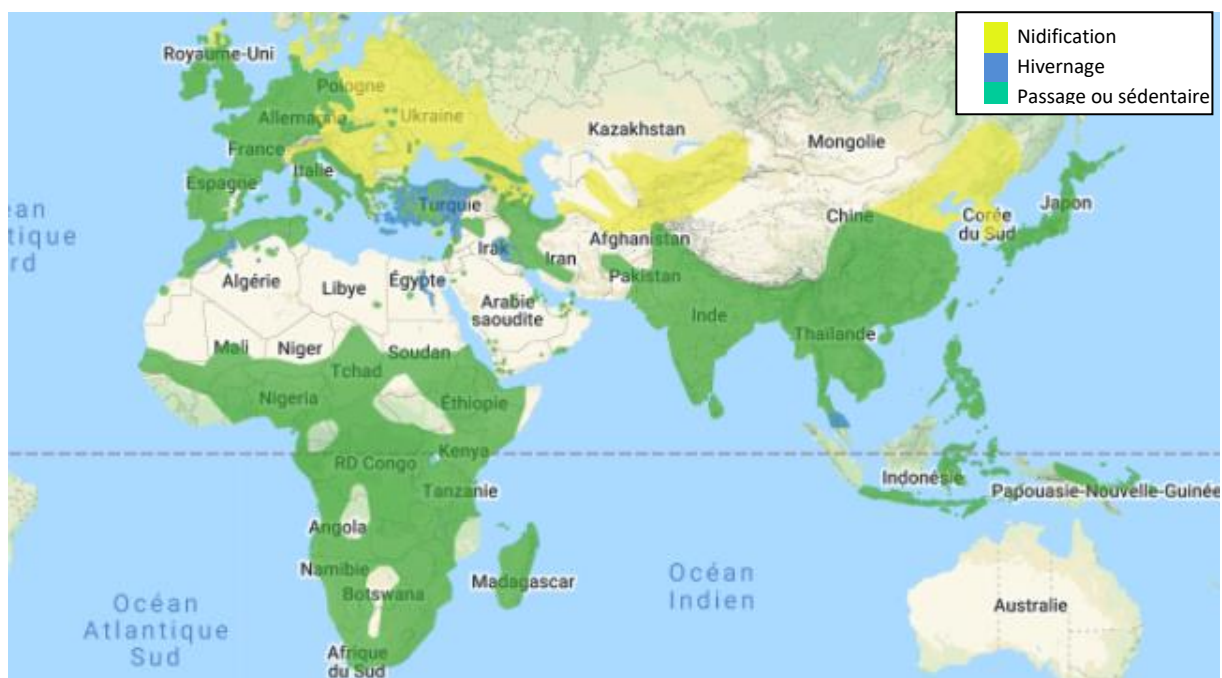 Nidification
Hivernage
Passage ou sédentaire
Royaume-Uni
Pologne
Allemagne
Ukraine
France
Kazakhstan
Mongolie
Italie
Espagne
Turquie
Chine
Corée
du Sud
Japon
Irak
Iran
Afghanistan
Pakistan
Algérie
Libye
Égypte
Arabie
saoudite
Inde
Thaïlande
Mali
Niger
Soudan
Tchad
Nigeria
Éthiopie
Kenya
RD Congo
Tanzanie
Indonésie
Papouasie-Nouvelle-Guinée
Angola
Namibie
Botswana
Madagascar
Océan
Indien
Australie
Océan
Atlantique
Sud
Afrique
du Sud